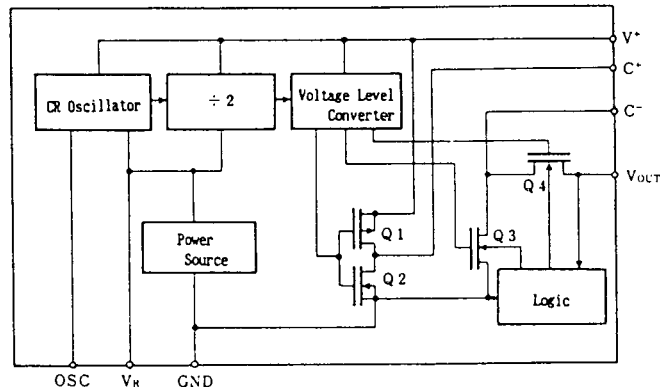 V⁺
C⁺
CR Oscillator
÷ 2
Voltage Level
Converter
C⁻
Q 4
VOUT
Q 1
Q 3
Power
Source
Q 2
Logic
OSC
VR
GND